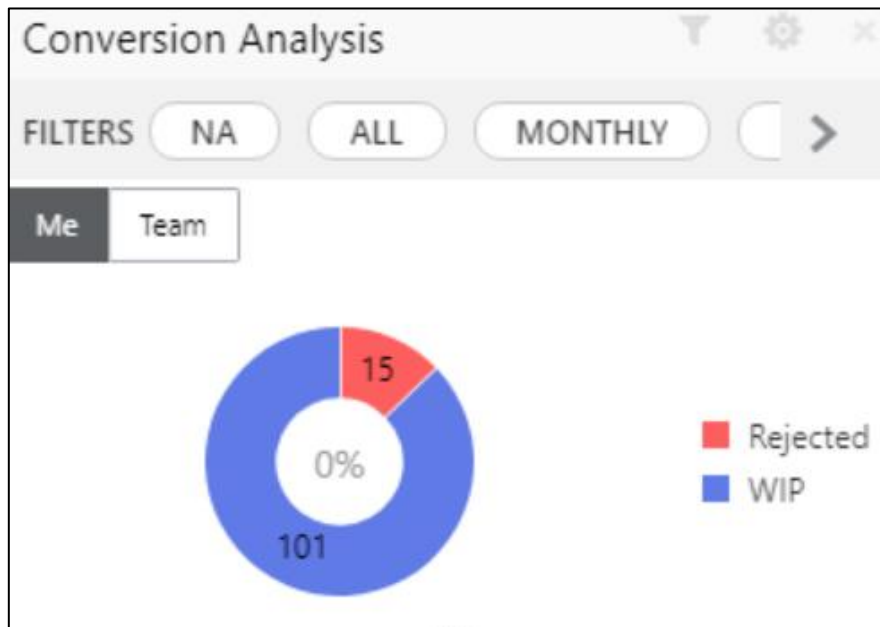 Conversion Analysis
FILTERS NA ALL MONTHLY
Me Team
15
0%
101
Rejected
WIP